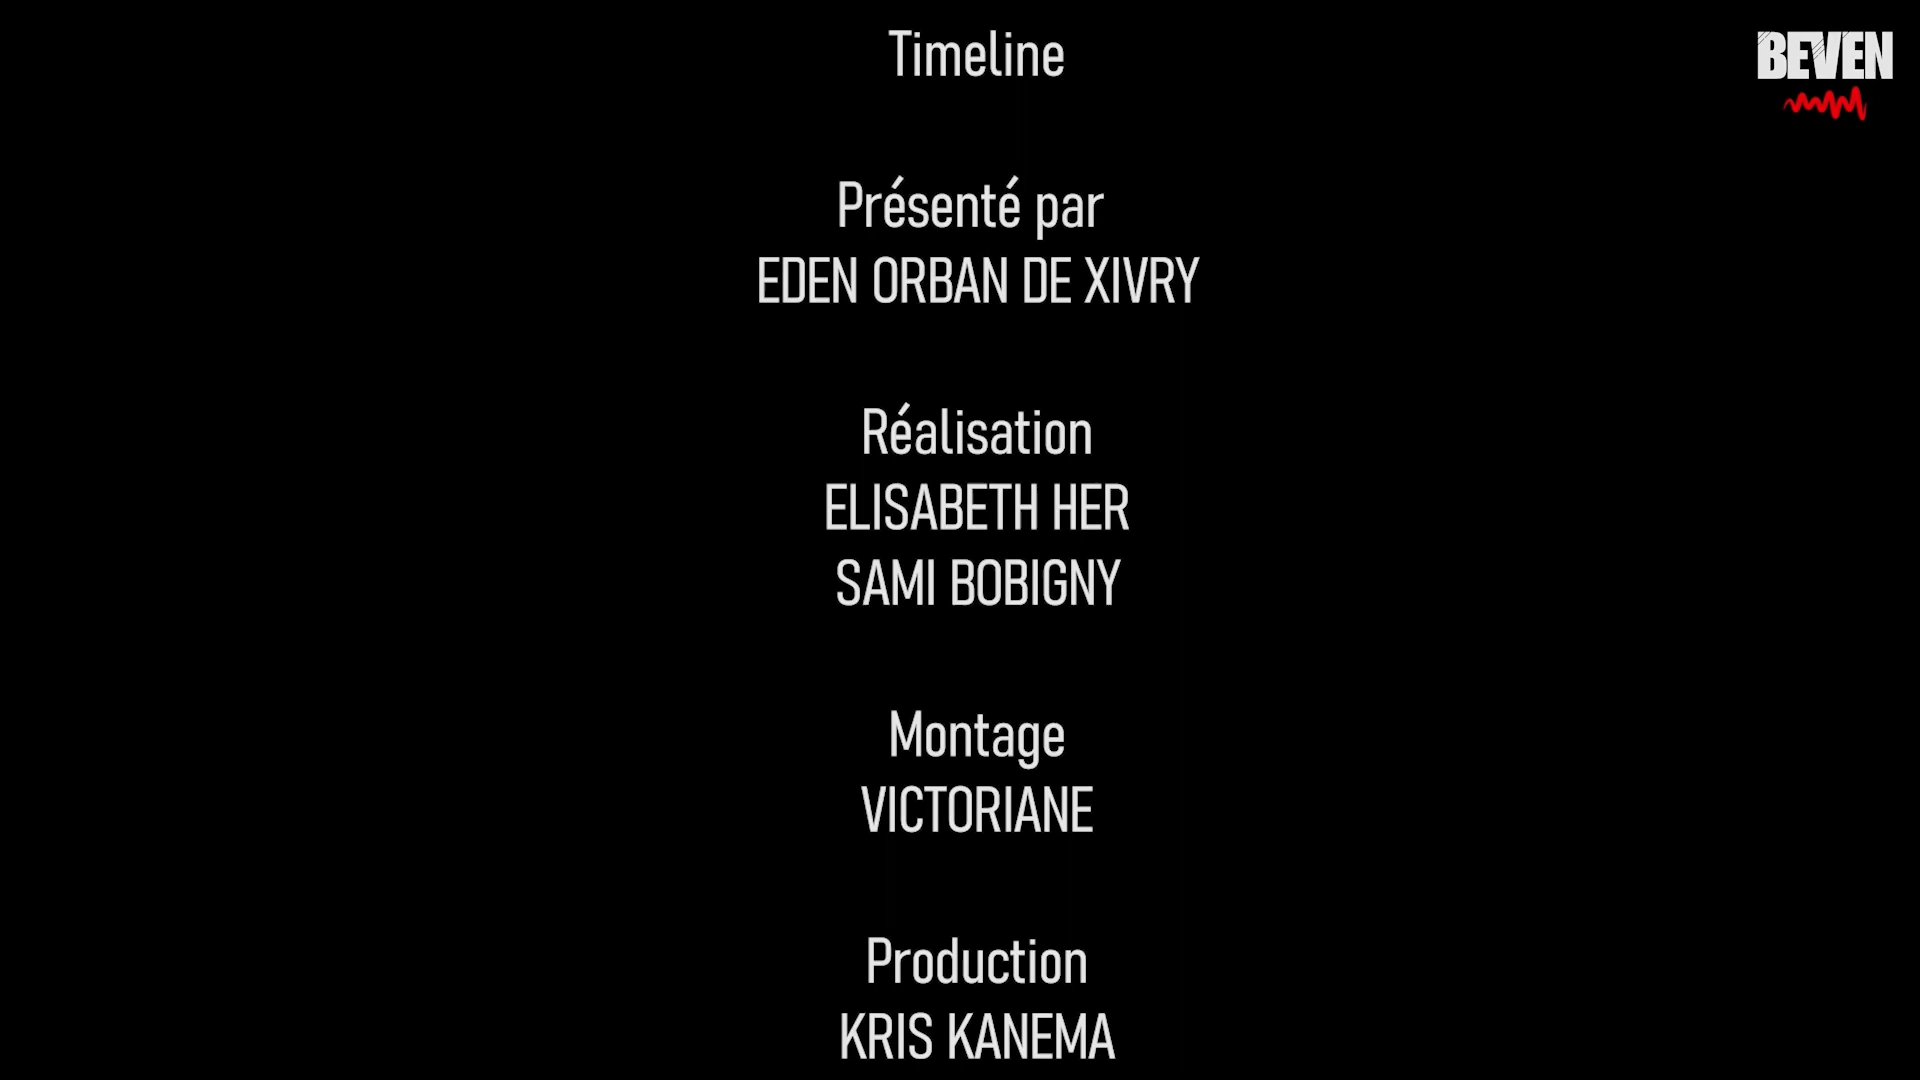 Timeline
BEVEN
Présenté par
EDEN ORBAN DE XIVRY
Réalisation
ELISABETH HER
SAMI BOBIGNY
Montage
VICTORIANE
Production
KRIS KANEMA